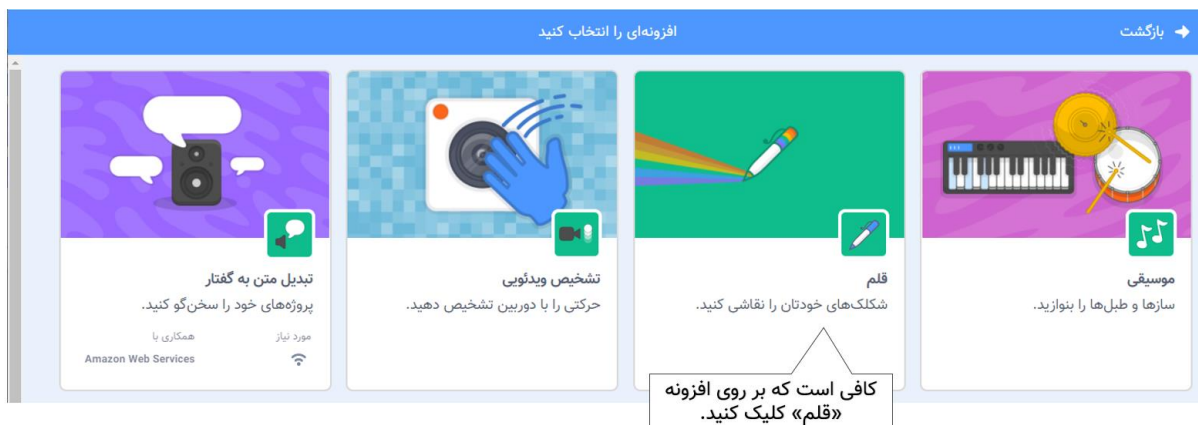 بازگشت
افزونه‌ای را انتخاب کنید
موسیقی
سازها و طبل‌ها را بنوازید.
قلم
شکلک‌های خودتان را نقاشی کنید.
تشخیص ویدئویی
حرکتی را با دوربین تشخیص دهید.
تبدیل متن به گفتار
پروژه‌های خود را سخن‌گو کنید.
مورد نیاز
همکاری با
Amazon Web Services
کافی است که بر روی افزونه
«قلم» کلیک کنید.